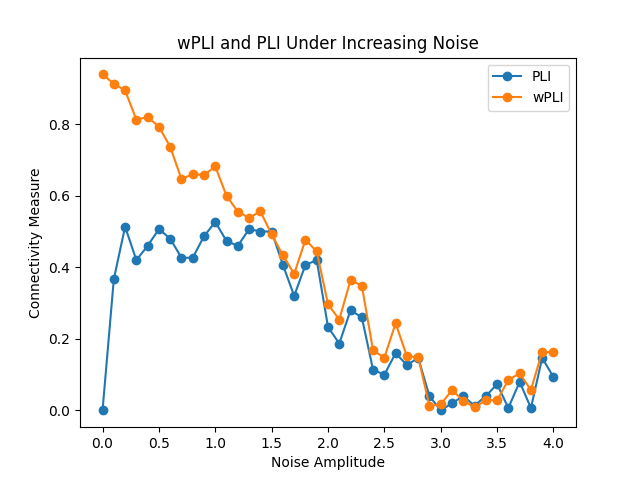 wPLI and PLI Under Increasing Noise
PLI
wPLI
Connectivity Measure
0.8
0.6
0.4
0.2
0.0
0.0 0.5 1.0 1.5 2.0 2.5 3.0 3.5 4.0
Noise Amplitude